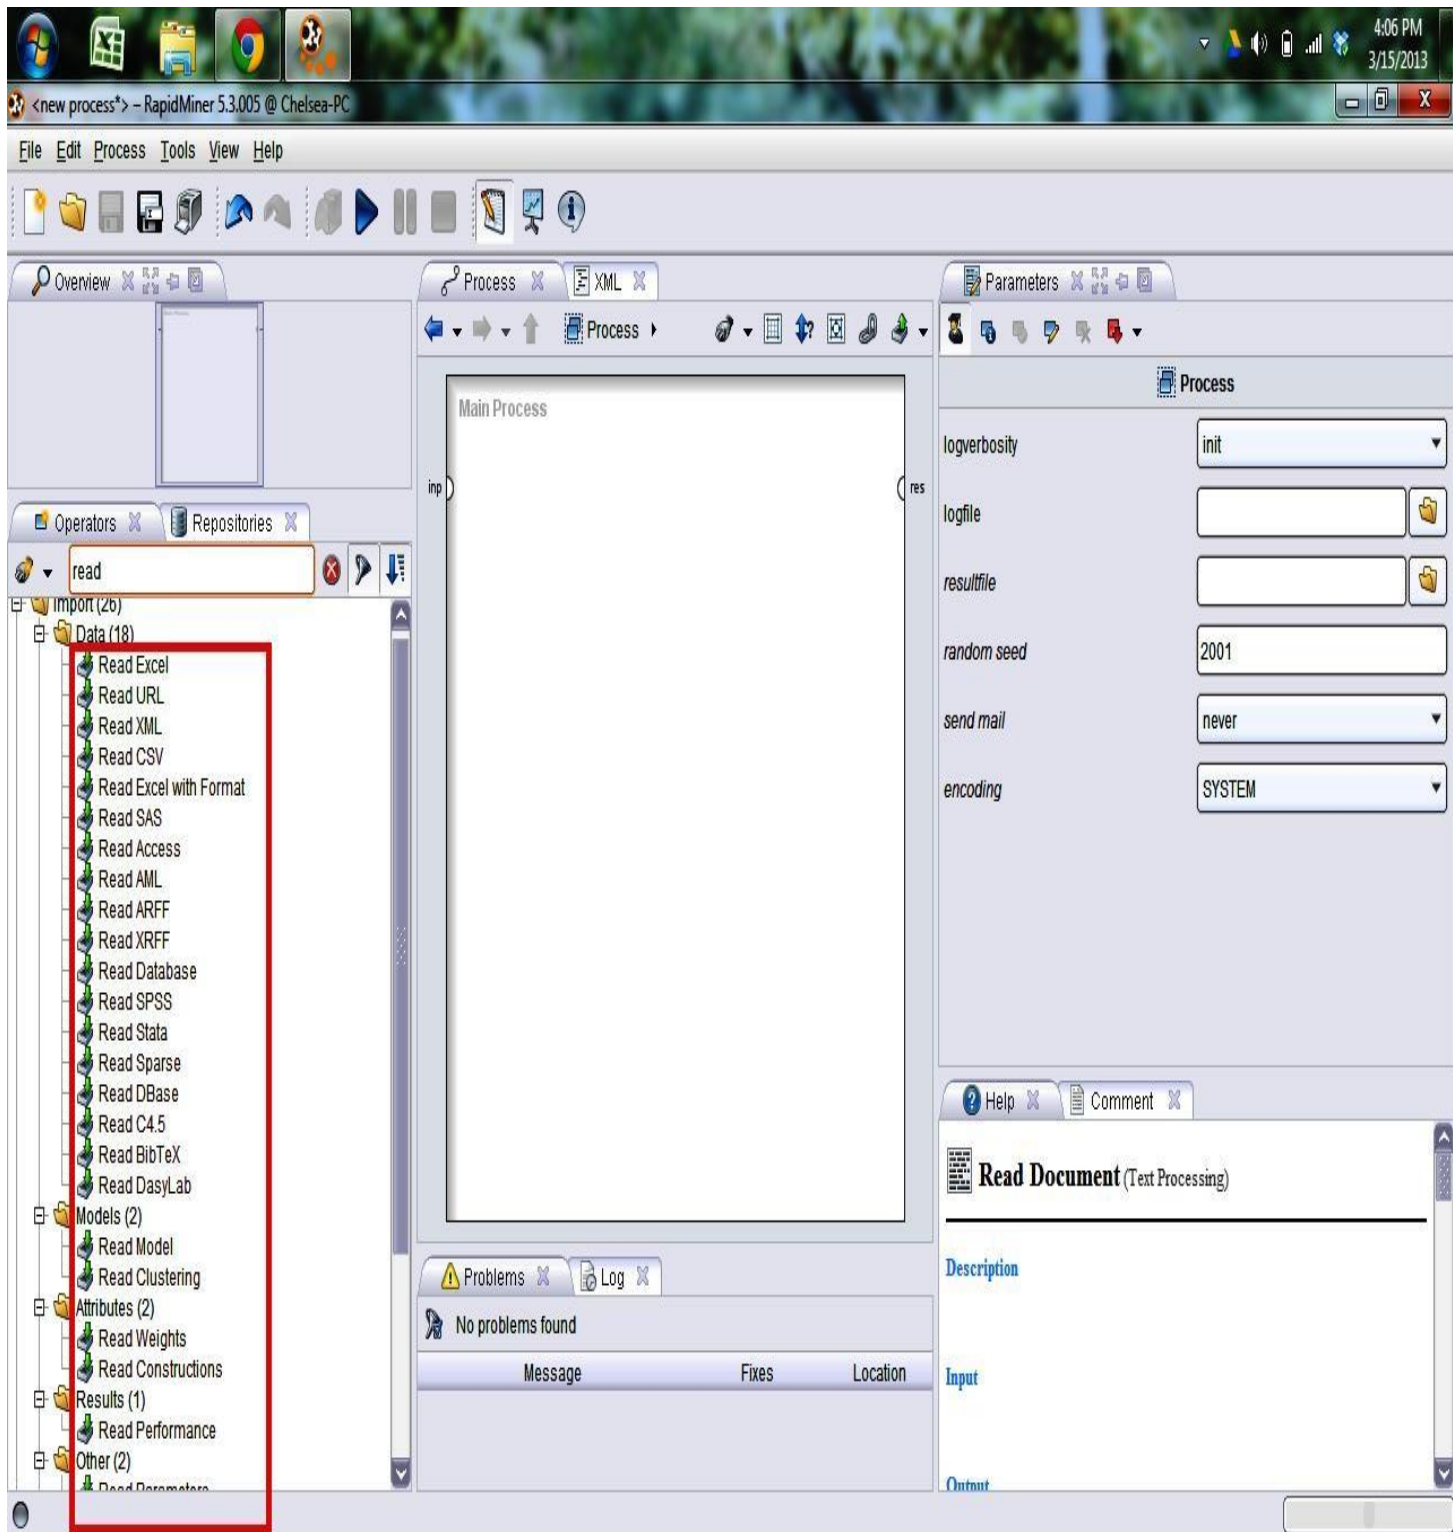 4:06 PM
3/15/2013
<new process*> – RapidMiner 5.3.005 @ Chelsea-PC
File Edit Process Tools View Help
Overview
Process
XML
Parameters
Process
Process
Main Process
logverbosity
init
inp
res
logfile
Operators
Repositories
read
resultfile
Import (26)
Data (18)
random seed
2001
Read Excel
Read URL
Read XML
send mail
never
Read CSV
Read Excel with Format
encoding
SYSTEM
Read SAS
Read Access
Read AML
Read ARFF
Read XRFF
Read Database
Read SPSS
Read Stata
Read Sparse
Read DBase
Read C4.5
Read BibTeX
Read DasyLab
Models (2)
Read Model
Read Clustering
Attributes (2)
Read Weights
Read Constructions
Results (1)
Read Performance
Other (2)
Read Parameters
Problems
Log
No problems found
Message Fixes Location
Help
Comment
Read Document (Text Processing)
Description
Input
Output